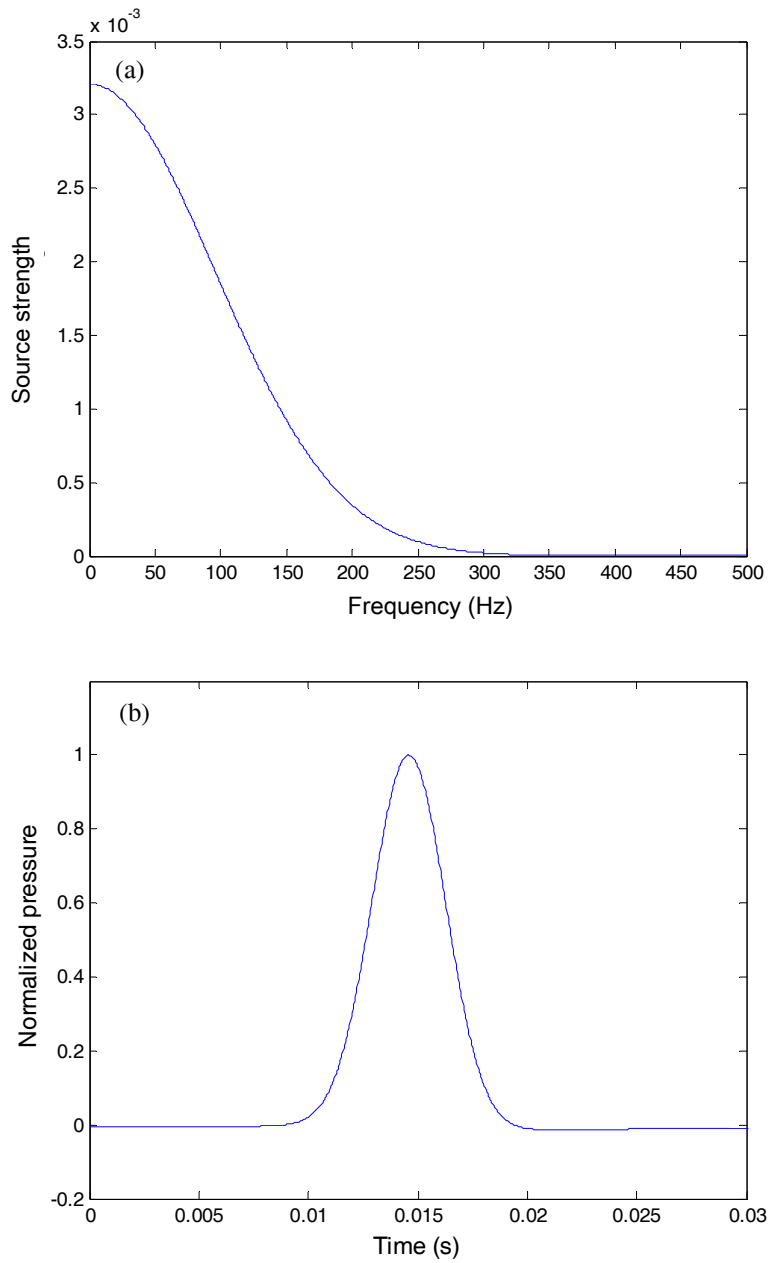 x 10-3
3.5
3
2.5
2
1.5
1
0.5
0
(a)
Source strength
0 50 100 150 200 250 300 350 400 450 500
Frequency (Hz)
(b)
1
0.8
0.6
0.4
0.2
0
-0.2
Normalized pressure
0 0.005 0.01 0.015 0.02 0.025 0.03
Time (s)